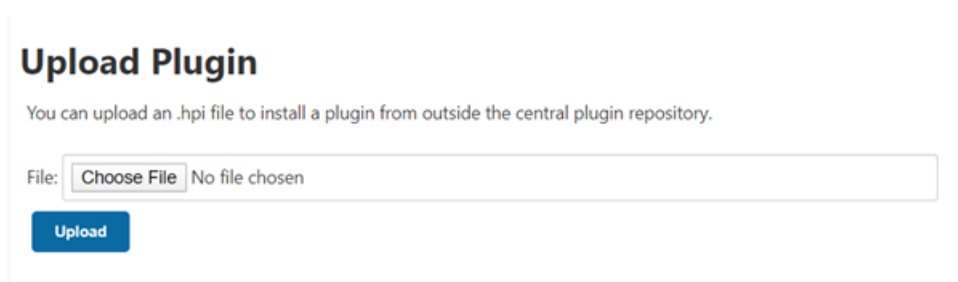 Upload Plugin
You can upload an .hpi file to install a plugin from outside the central plugin repository.
File: Choose File No file chosen
Upload